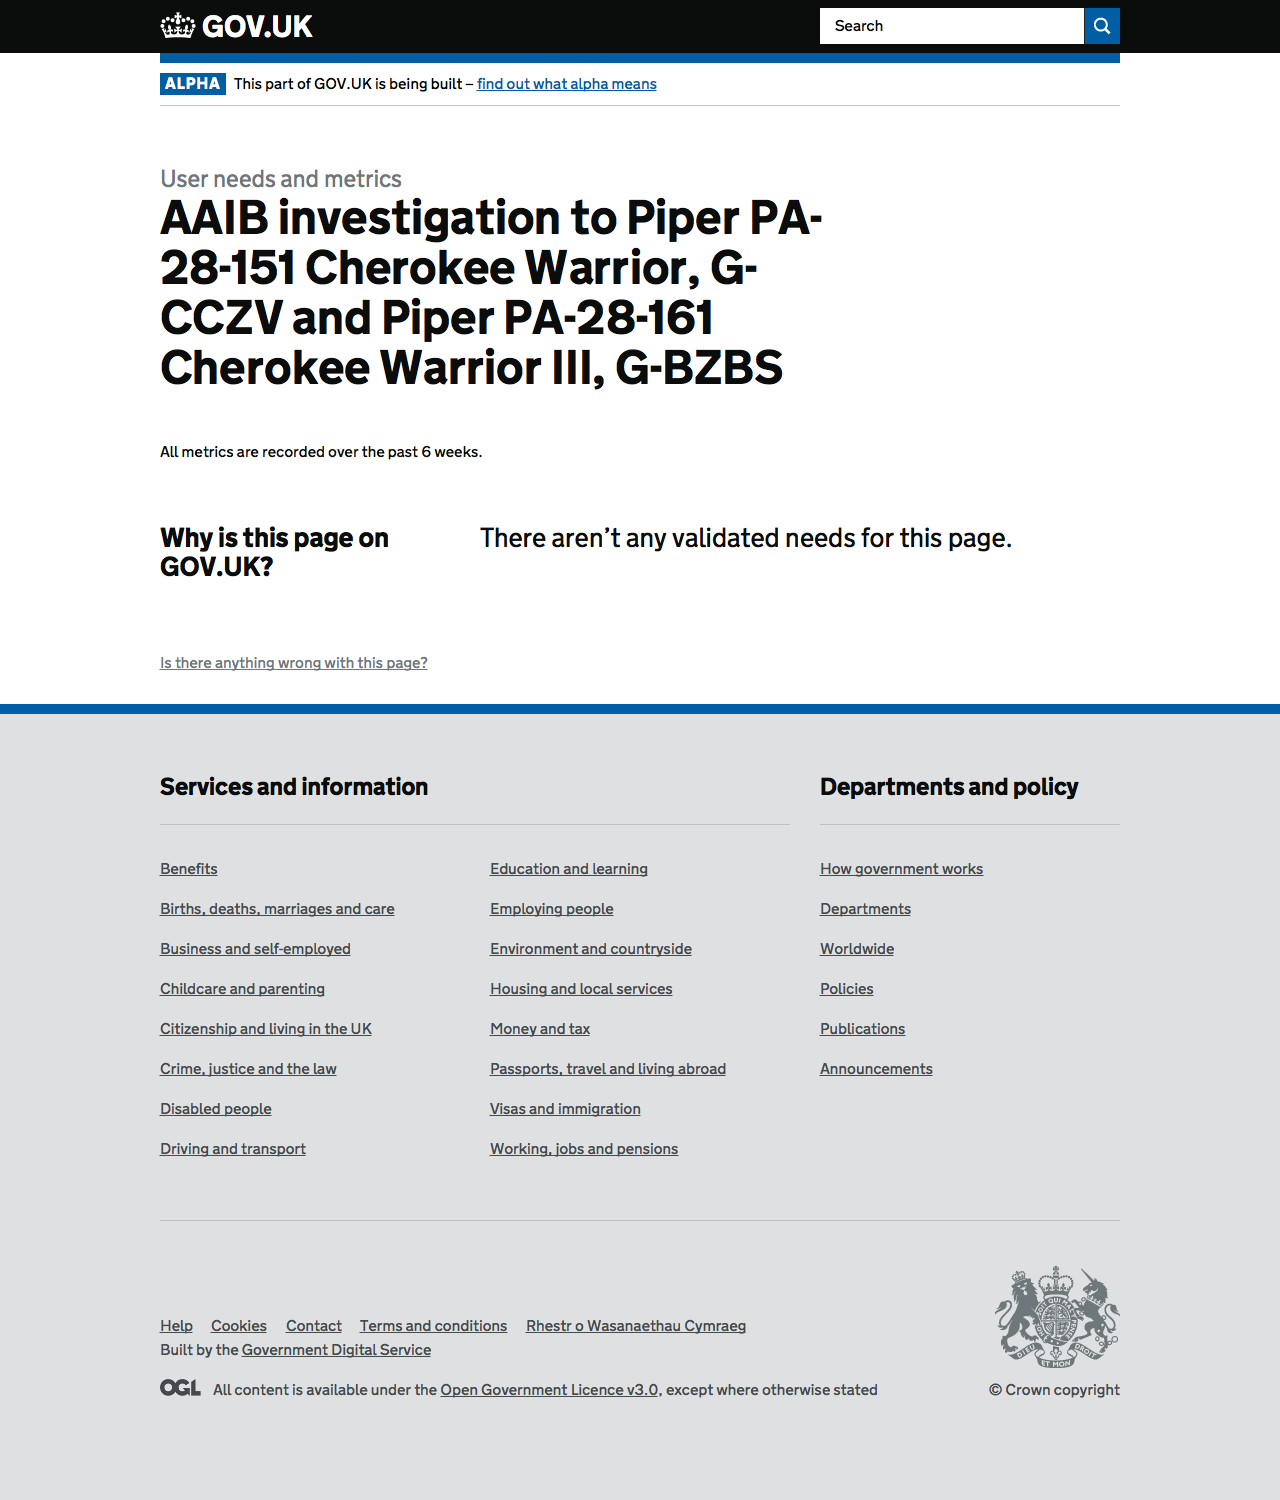 GOV.UK
Search
ALPHA This part of GOV.UK is being built – find out what alpha means
User needs and metrics
AAIB investigation to Piper PA-
28-151 Cherokee Warrior, G-
CCZV and Piper PA-28-161
Cherokee Warrior III, G-BZBS
All metrics are recorded over the past 6 weeks.
Why is this page on
GOV.UK?
There aren’t any validated needs for this page.
Is there anything wrong with this page?
Services and information
Benefits
Births, deaths, marriages and care
Business and self-employed
Childcare and parenting
Citizenship and living in the UK
Crime, justice and the law
Disabled people
Driving and transport
Education and learning
Employing people
Environment and countryside
Housing and local services
Money and tax
Passports, travel and living abroad
Visas and immigration
Working, jobs and pensions
Departments and policy
How government works
Departments
Worldwide
Policies
Publications
Announcements
Help Cookies Contact Terms and conditions Rhestr o Wasanaethau Cymraeg
Built by the Government Digital Service
OGL All content is available under the Open Government Licence v3.0, except where otherwise stated
DIEU ET MON DROIT
© Crown copyright